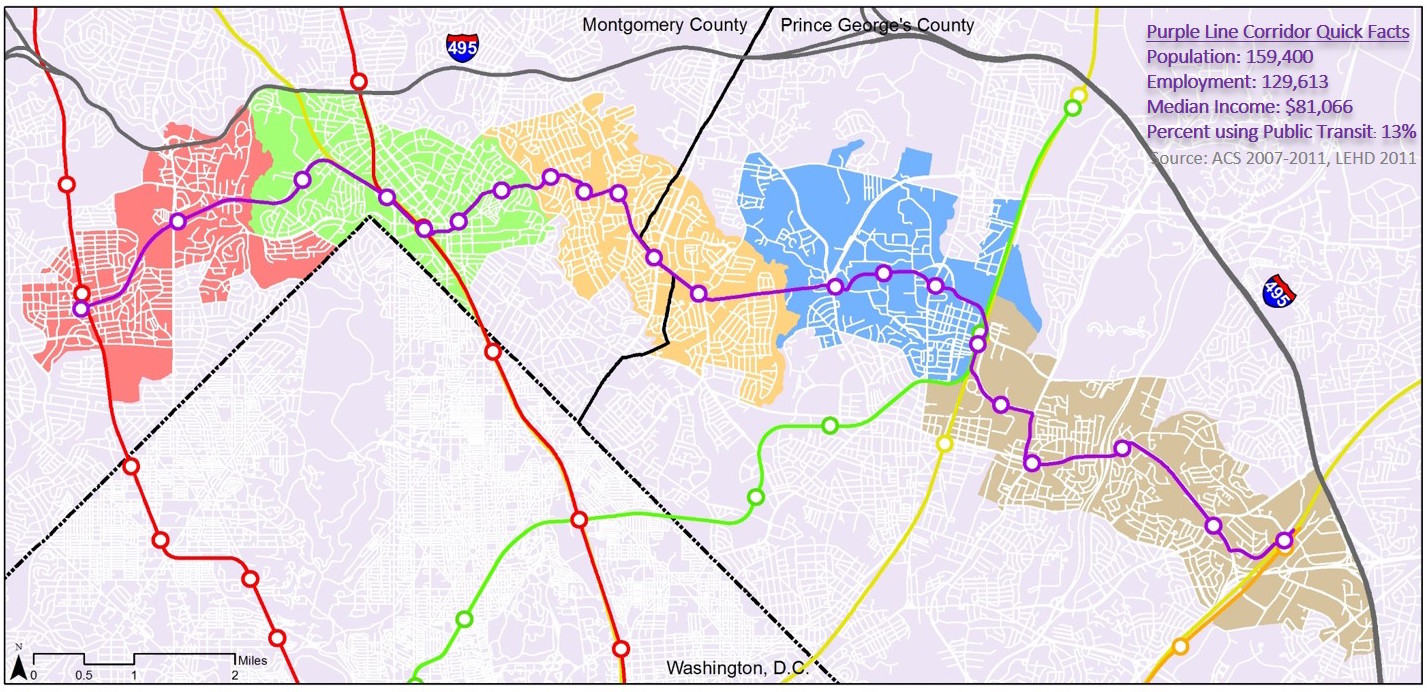 Montgomery County
Prince George's County
495
Purple Line Corridor Quick Facts
Population: 159,400
Employment: 129,613
Median Income: $81,066
Percent using Public Transit: 13%
Source: ACS 2007-2011, LEHD 2011
495
N
Miles
0 0.5 1 2
Washington, D.C.